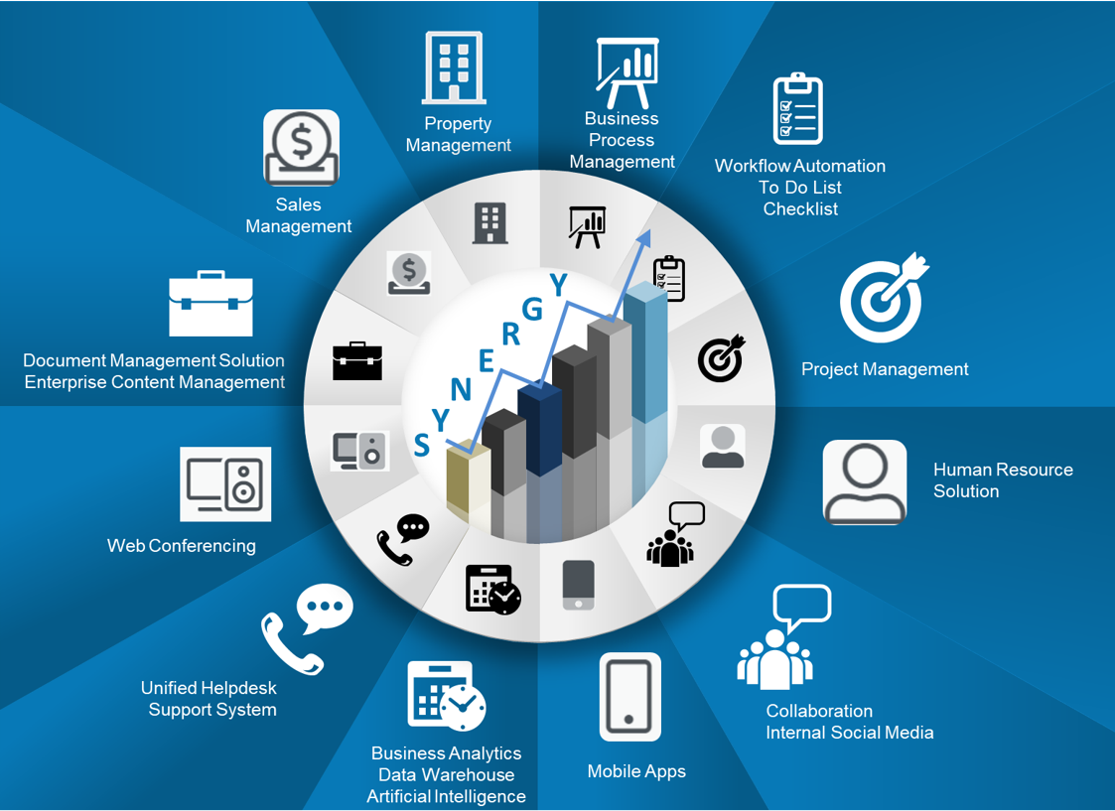 Property
Management
Business
Process
Management
Workflow Automation
To Do List
Checklist
Sales
Management
Project Management
Document Management Solution
Enterprise Content Management
SYNERGY
Human Resource
Solution
Web Conferencing
Unified Helpdesk
Support System
Collaboration
Internal Social Media
Business Analytics
Data Warehouse
Artificial Intelligence
Mobile Apps